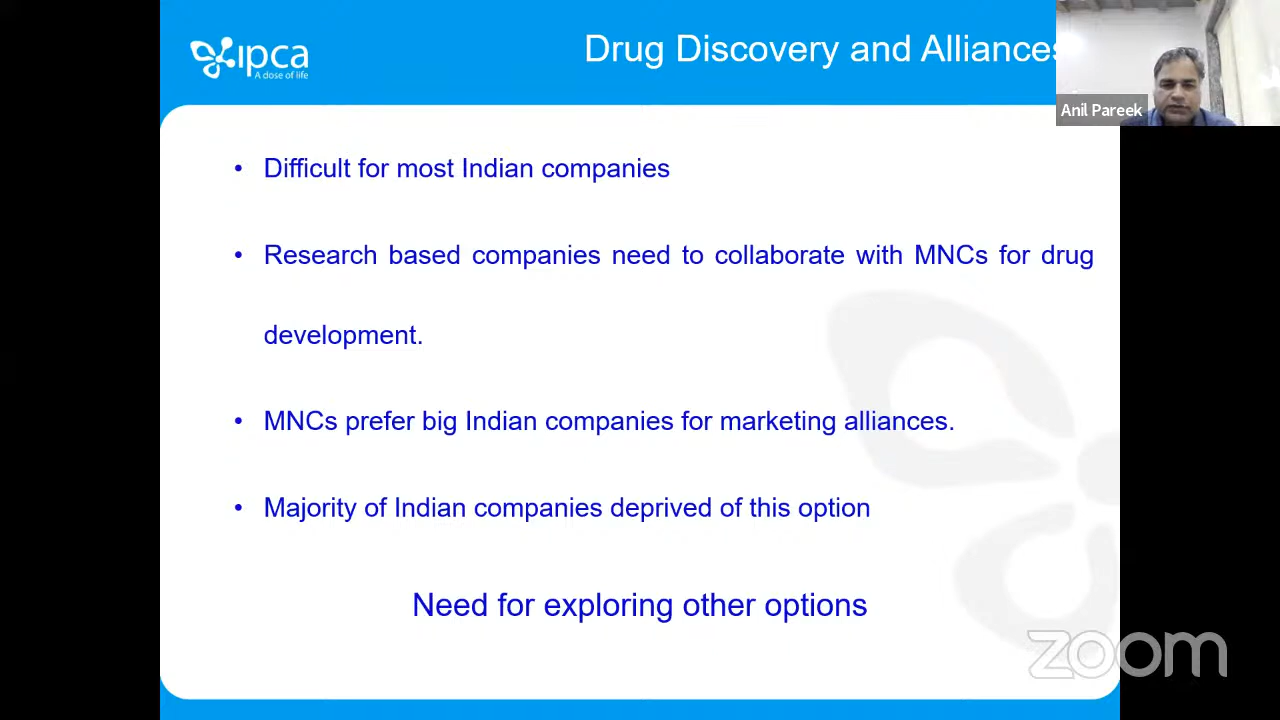 ipca
A dose of life
Drug Discovery and Alliances
Anil Pareek
• Difficult for most Indian companies
• Research based companies need to collaborate with MNCs for drug
development.
• MNCs prefer big Indian companies for marketing alliances.
• Majority of Indian companies deprived of this option
Need for exploring other options
zoom